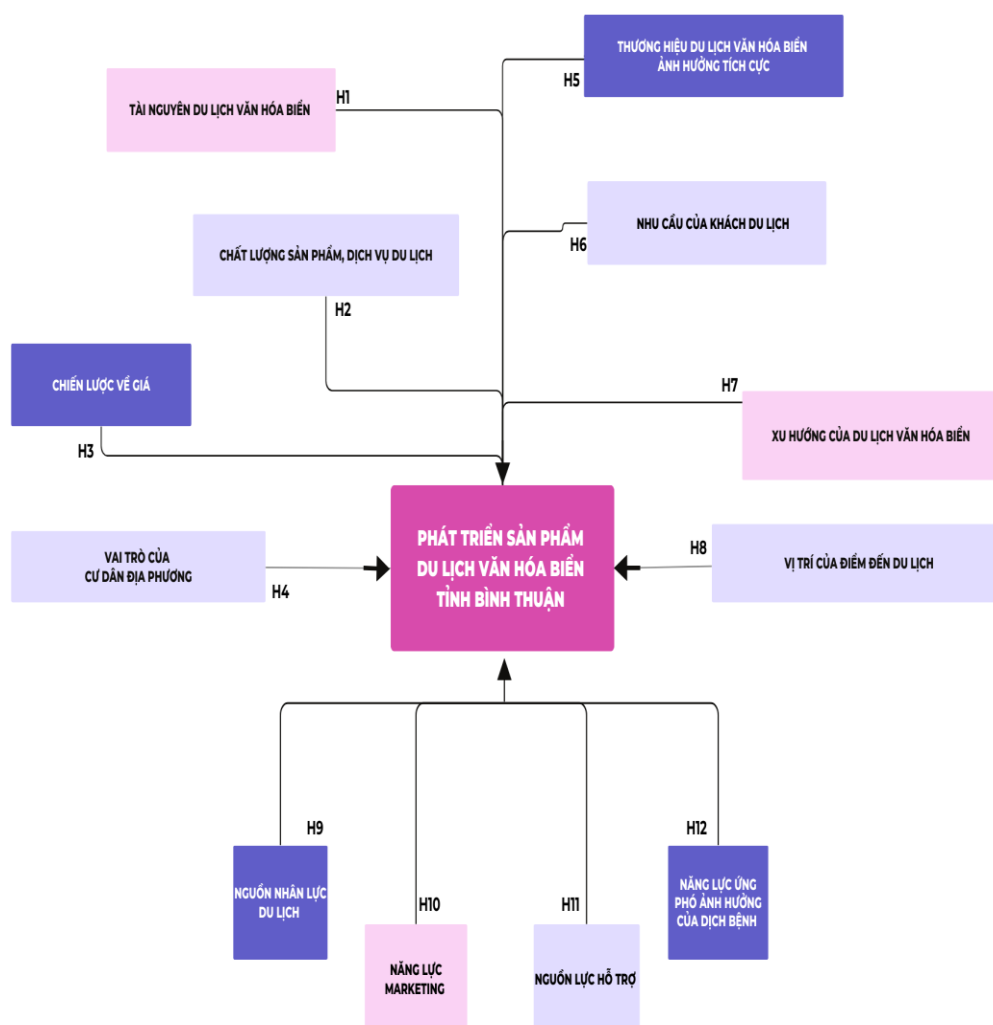 THƯƠNG HIỆU DU LỊCH VĂN HÓA BIỂN
ẢNH HƯỞNG TÍCH CỰC
H5
H1
TÀI NGUYÊN DU LỊCH VĂN HÓA BIỂN
NHU CẦU CỦA KHÁCH DU LỊCH
H6
CHẤT LƯỢNG SẢN PHẨM, DỊCH VỤ DU LỊCH
H2
CHIẾN LƯỢC VỀ GIÁ
H3
H7
XU HƯỚNG CỦA DU LỊCH VĂN HÓA BIỂN
VAI TRÒ CỦA
CƯ DÂN ĐỊA PHƯƠNG
H4
PHÁT TRIỂN SẢN PHẨM
DU LỊCH VĂN HÓA BIỂN
TỈNH BÌNH THUẬN
H8
VỊ TRÍ CỦA ĐIỂM ĐẾN DU LỊCH
H9
NGUỒN NHÂN LỰC
DU LỊCH
H10
NĂNG LỰC
MARKETING
H11
NGUỒN LỰC HỖ TRỢ
H12
NĂNG LỰC ỨNG
PHÓ ẢNH HƯỞNG
CỦA DỊCH BỆNH